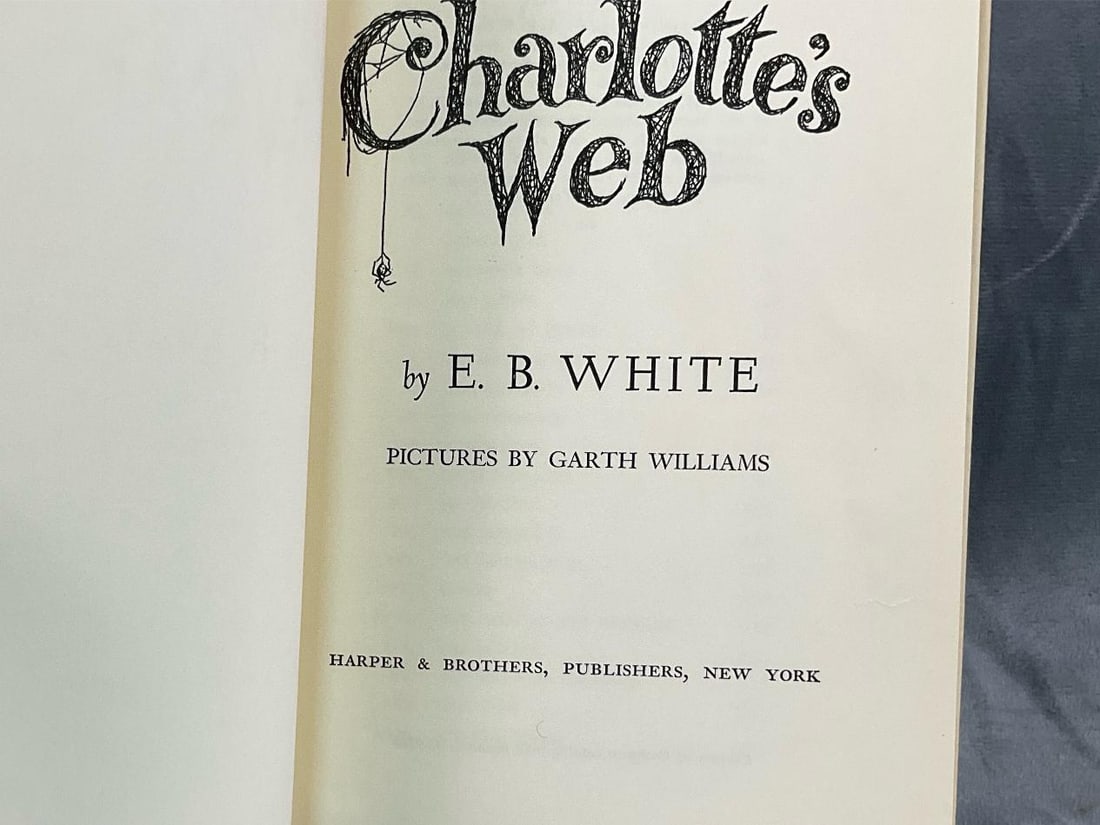 Charlotte's
Web
by E. B. WHITE
PICTURES BY GARTH WILLIAMS
HARPER & BROTHERS, PUBLISHERS, NEW YORK